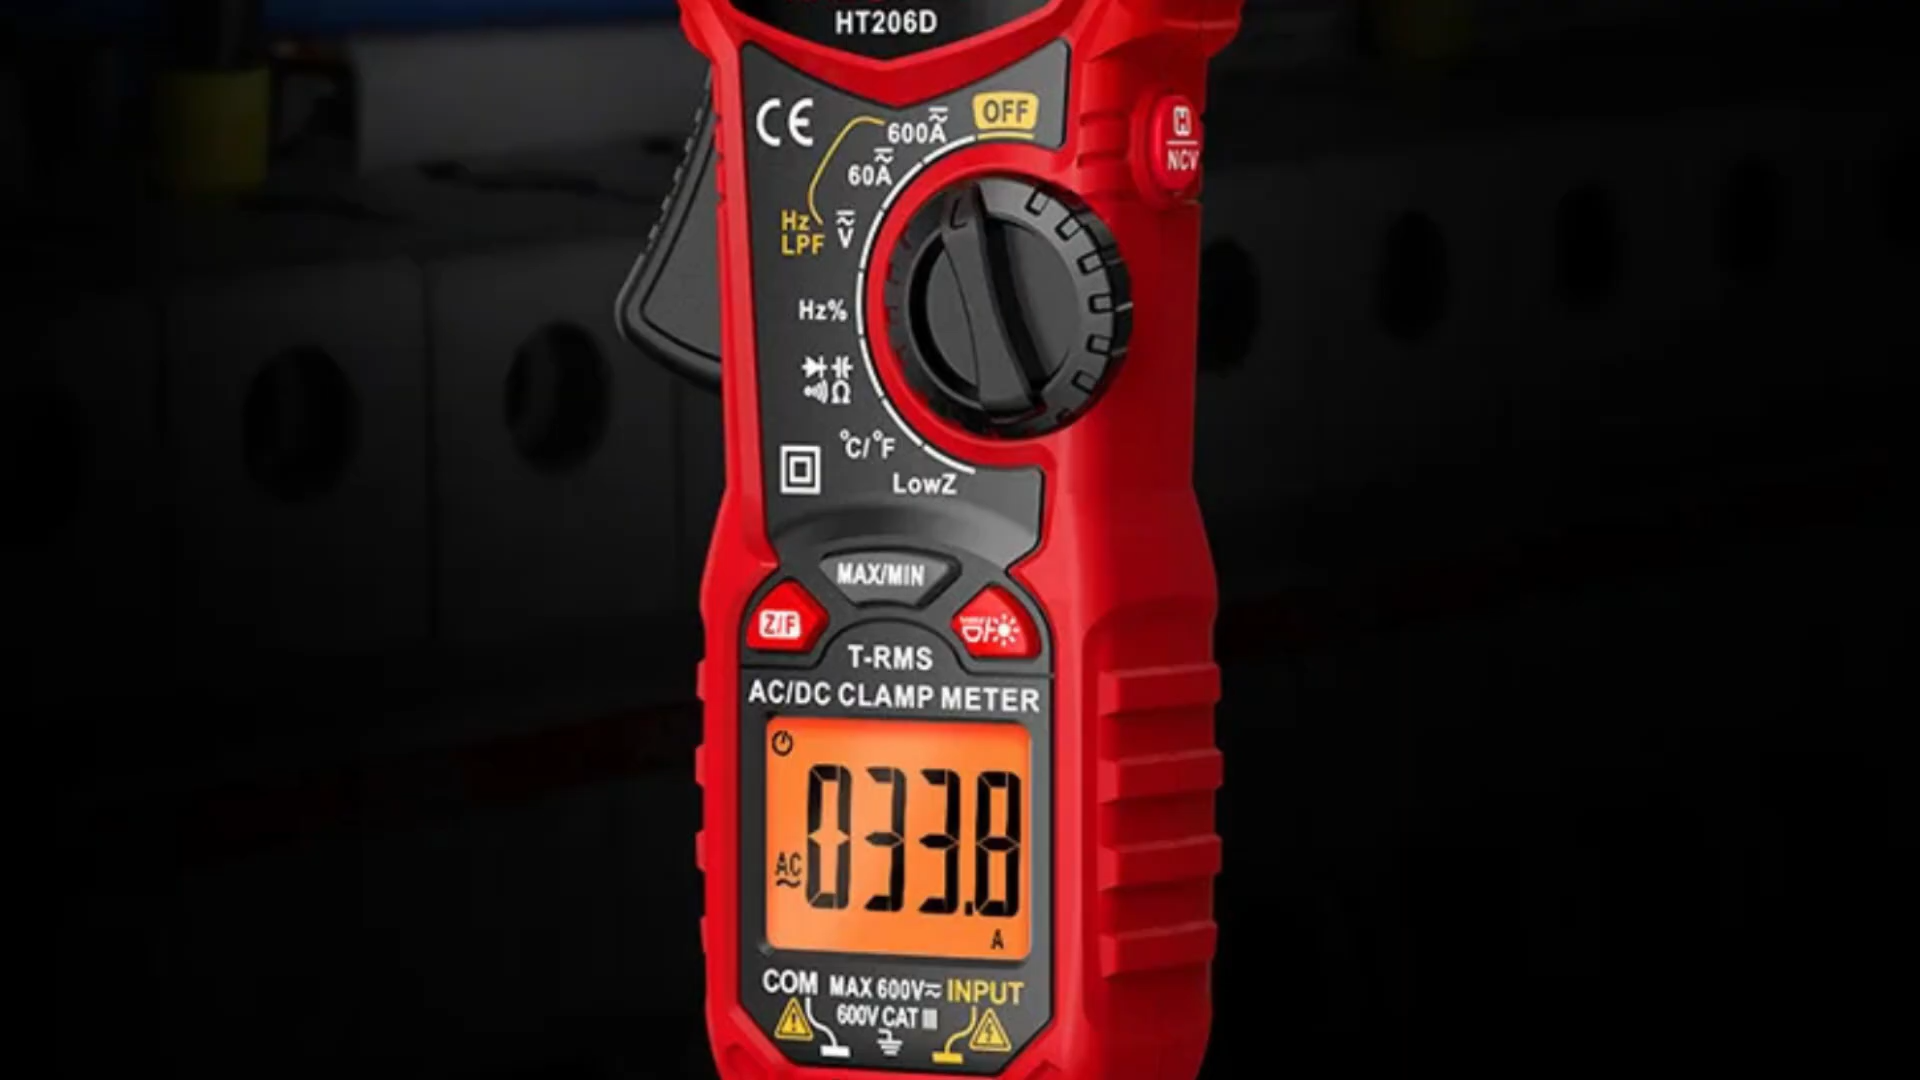 HT206D
CE
OFF
600A
60A
Hz
LPF
V
Hz%
Ω
°C/°F
LowZ
H
NCV
MAX/MIN
Z/F
T-RMS
AC/DC CLAMP METER
AC
033.8
A
COM MAX 600V INPUT
600V CAT III